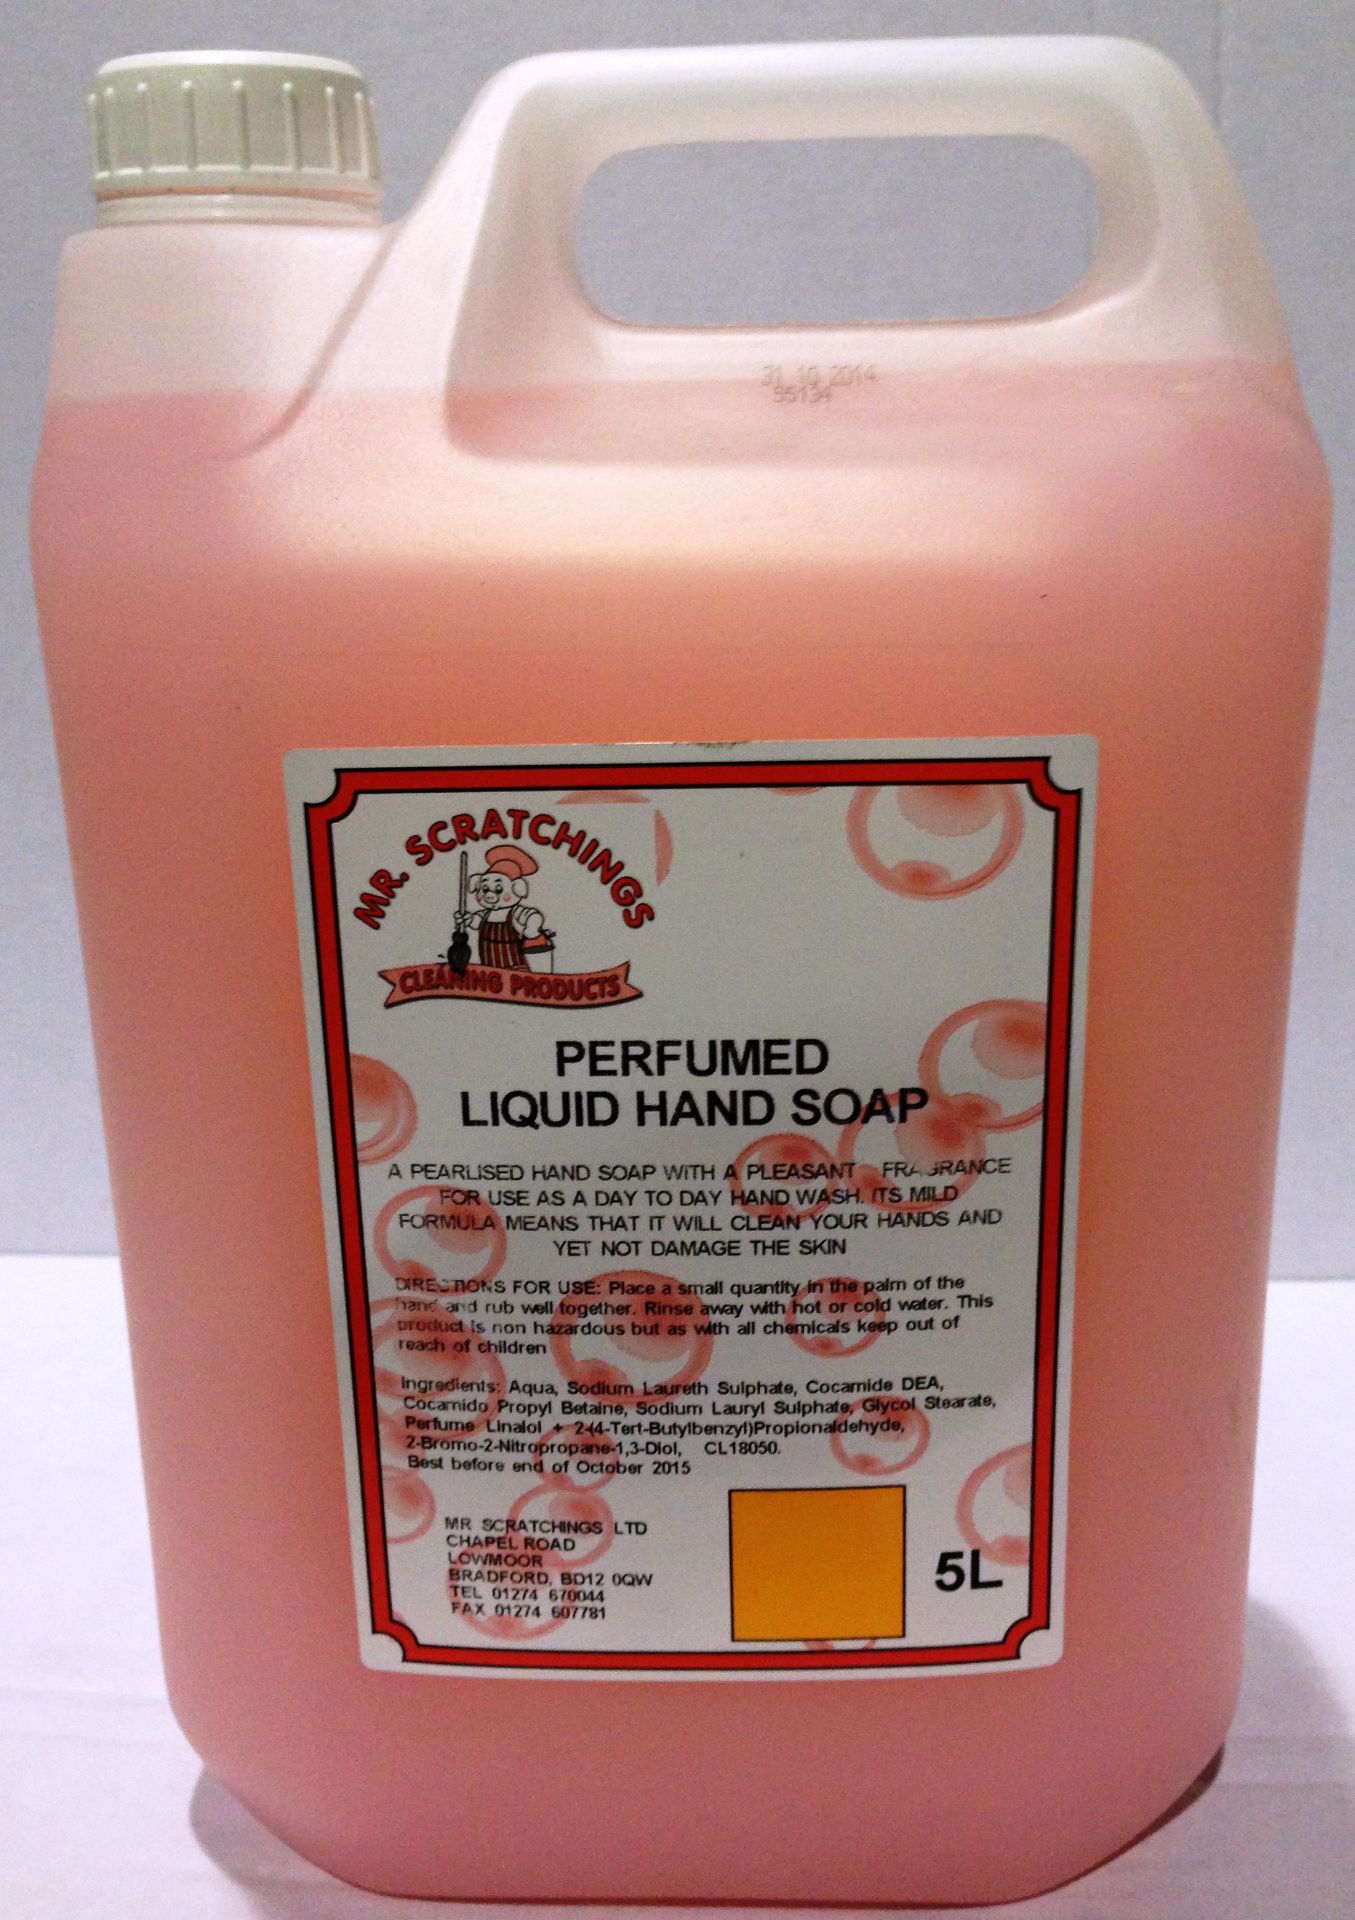 31 10 2014
S5134
MR. SCRATCHINGS
CLEANING PRODUCTS
PERFUMED
LIQUID HAND SOAP
A PEARLISED HAND SOAP WITH A PLEASANT FRAGRANCE
FOR USE AS A DAY TO DAY HAND WASH. ITS MILD
FORMULA MEANS THAT IT WILL CLEAN YOUR HANDS AND
YET NOT DAMAGE THE SKIN
DIRECTIONS FOR USE: Place a small quantity in the palm of the
hand and rub well together. Rinse away with hot or cold water. This
product is non hazardous but as with all chemicals keep out of
reach of children
Ingredients: Aqua, Sodium Laureth Sulphate, Cocamide DEA,
Cocamido Propyl Betaine, Sodium Lauryl Sulphate, Glycol Stearate,
Perfume Linalol + 2-(4-Tert-Butylbenzyl)Propionaldehyde,
2-Bromo-2-Nitropropane-1,3-Diol, CL18050.
Best before end of October 2015
MR SCRATCHINGS LTD
CHAPEL ROAD
LOWMOOR
BRADFORD, BD12 0QW
TEL 01274 670044
FAX 01274 607781
5L